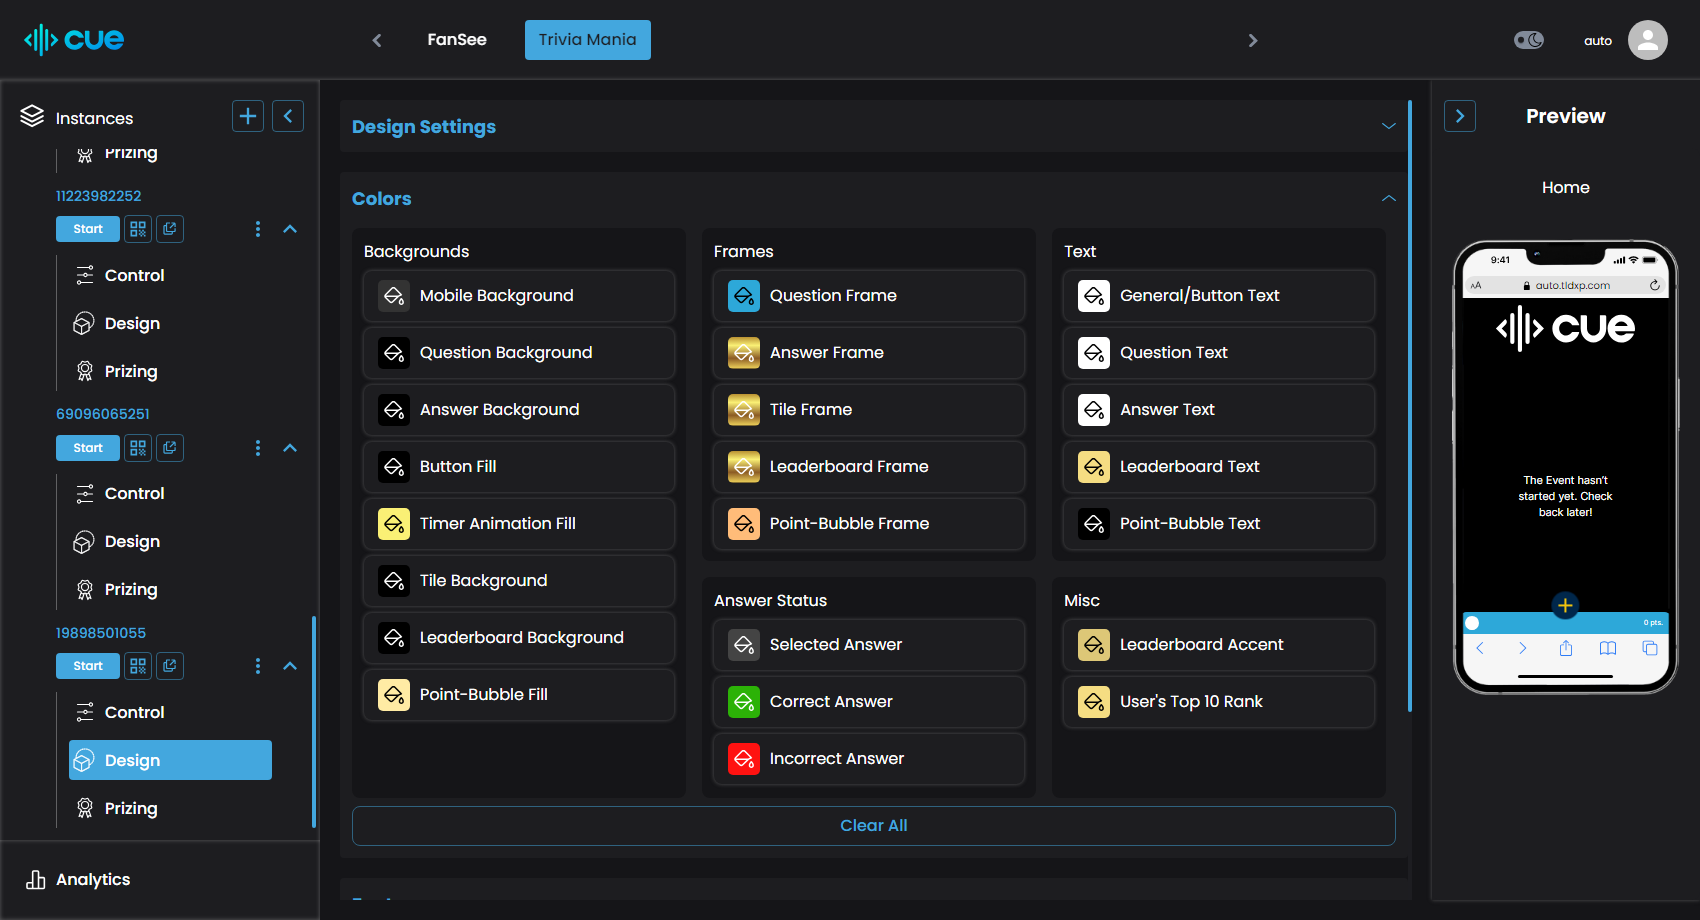 cue
FanSee
Trivia Mania
auto
Instances
Prizing
11223982252
Start
Control
Design
Prizing
69096065251
Start
Control
Design
Prizing
19898501055
Start
Control
Design
Prizing
Analytics
Design Settings
Colors
Backgrounds
Mobile Background
Question Background
Answer Background
Button Fill
Timer Animation Fill
Tile Background
Leaderboard Background
Point-Bubble Fill
Frames
Question Frame
Answer Frame
Tile Frame
Leaderboard Frame
Point-Bubble Frame
Text
General/Button Text
Question Text
Answer Text
Leaderboard Text
Point-Bubble Text
Answer Status
Selected Answer
Correct Answer
Incorrect Answer
Misc
Leaderboard Accent
User's Top 10 Rank
Clear All
Preview
Home
9:41
AA
auto.tldxp.com
cue
The Event hasn't
started yet. Check
back later!
0 pts.